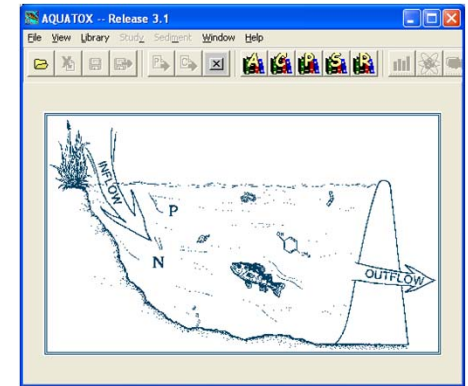 AQUATOX -- Release 3.1
File View Library Study Sediment Window Help
A C P S R
INFLOW
P
N
OUTFLOW